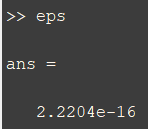 >> eps
ans =
2.2204e-16